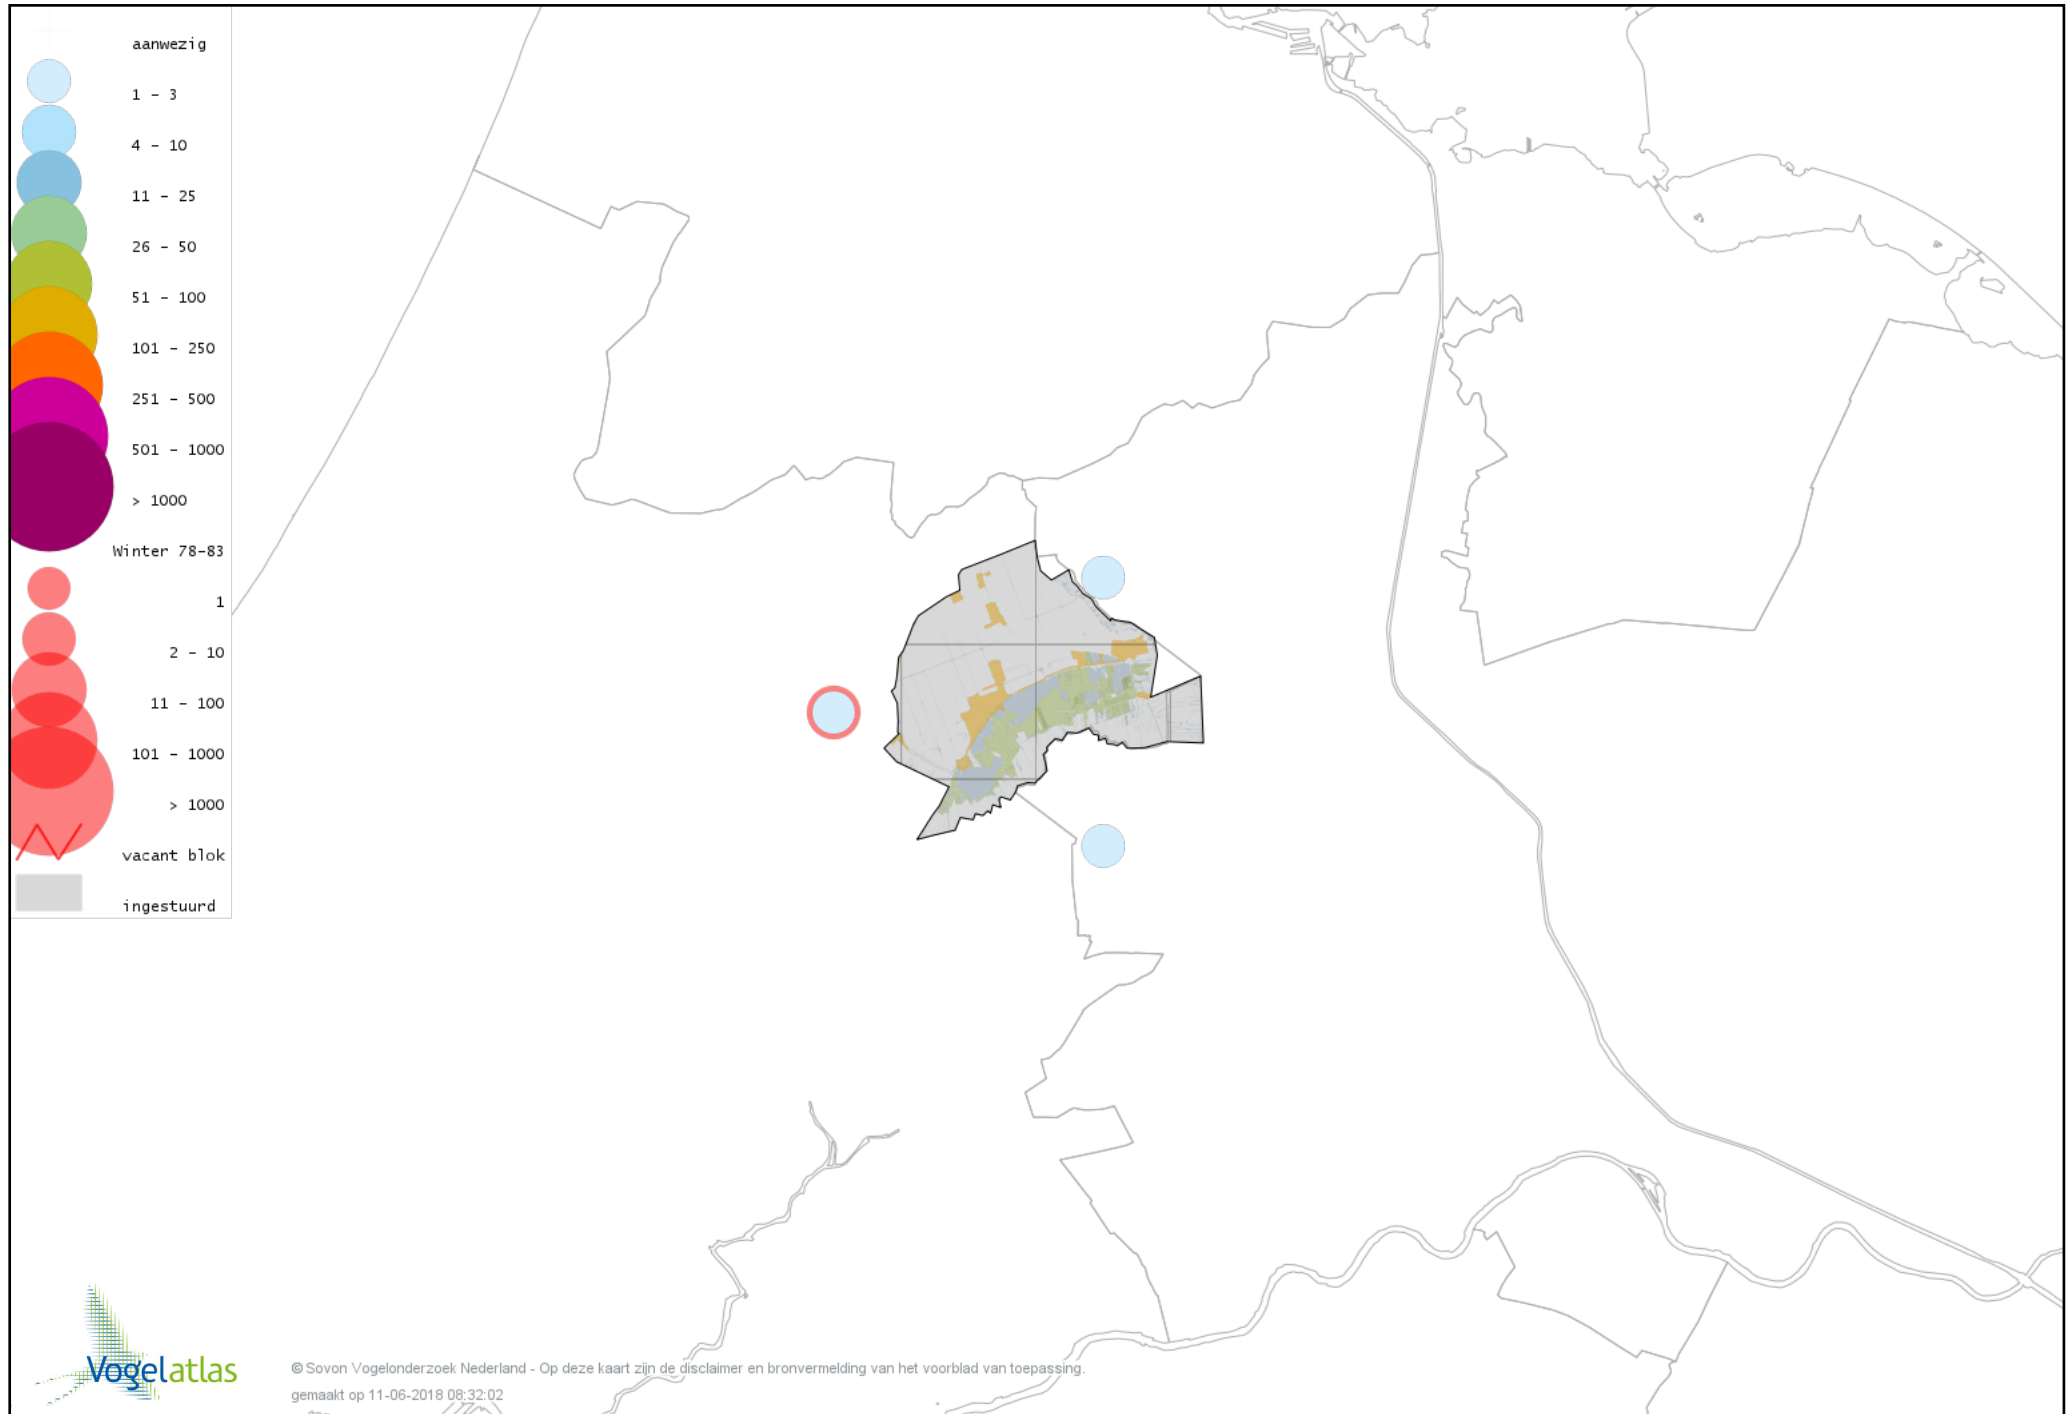 aanwezig
1 - 3
4 - 10
11 - 25
26 - 50
51 - 100
101 - 250
251 - 500
501 - 1000
> 1000
Winter 78-83
1
2 - 10
11 - 100
101 - 1000
> 1000
vacant blok
ingestuurd
Vogelatlas
© Sovon Vogelonderzoek Nederland - Op deze kaart zijn de disclaimer en bronvermelding van het voorblad van toepassing.
gemaakt op 11-06-2018 08:32:02